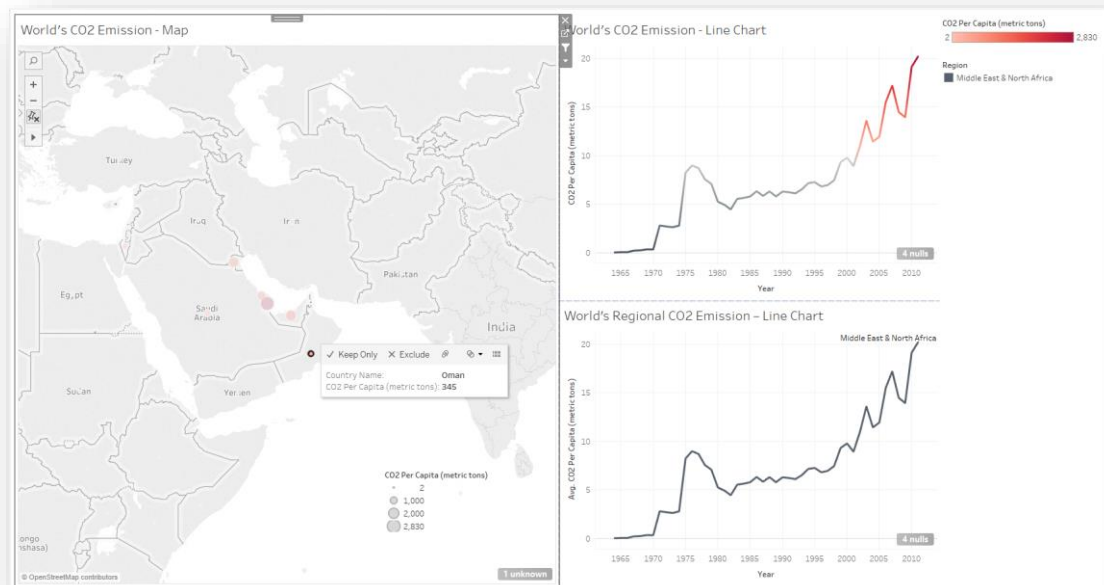 World's CO2 Emission - Map
Turkey
Iraq
Iran
Pakistan
Egypt
Saudi
Arabia
India
✓ Keep Only ✕ Exclude
Country Name: Oman
CO2 Per Capita (metric tons): 345
Sudan
Yemen
CO2 Per Capita (metric tons)
2
1,000
2,000
2,830
ongo
nshasa)
© OpenStreetMap contributors
1 unknown
World's CO2 Emission - Line Chart
CO2 Per Capita (metric tons)
20
15
10
5
0
4 nulls
1965 1970 1975 1980 1985 1990 1995 2000 2005 2010
Year
World's Regional CO2 Emission – Line Chart
Middle East & North Africa
Avg. CO2 Per Capita (metric tons)
20
15
10
5
0
4 nulls
1965 1970 1975 1980 1985 1990 1995 2000 2005 2010
Year
CO2 Per Capita (metric tons)
2 2,830
Region
Middle East & North Africa